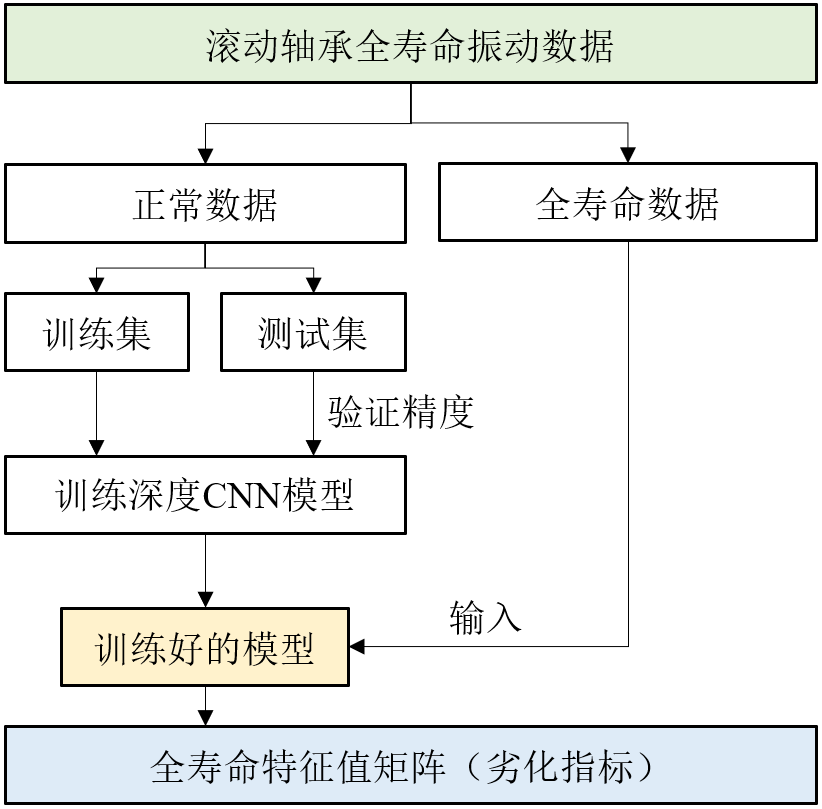 滚动轴承全寿命振动数据
正常数据
全寿命数据
训练集
测试集
验证精度
训练深度CNN模型
输入
训练好的模型
全寿命特征值矩阵（劣化指标）